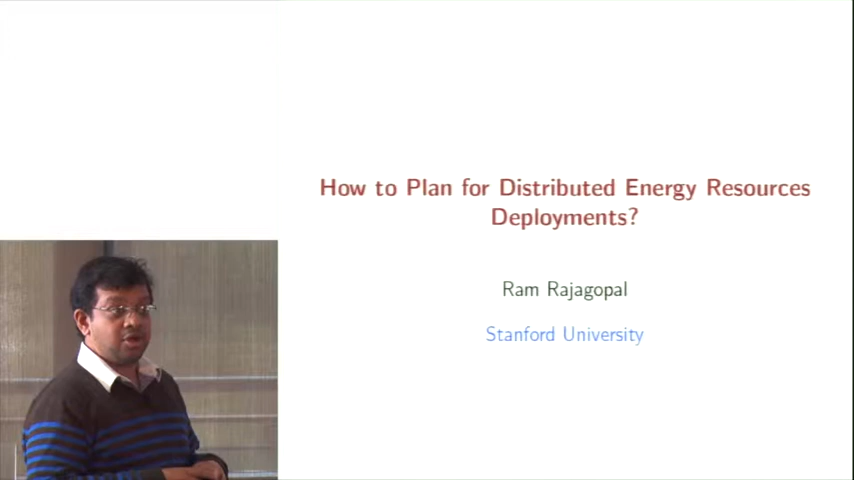 How to Plan for Distributed Energy Resources
Deployments?
Ram Rajagopal
Stanford University